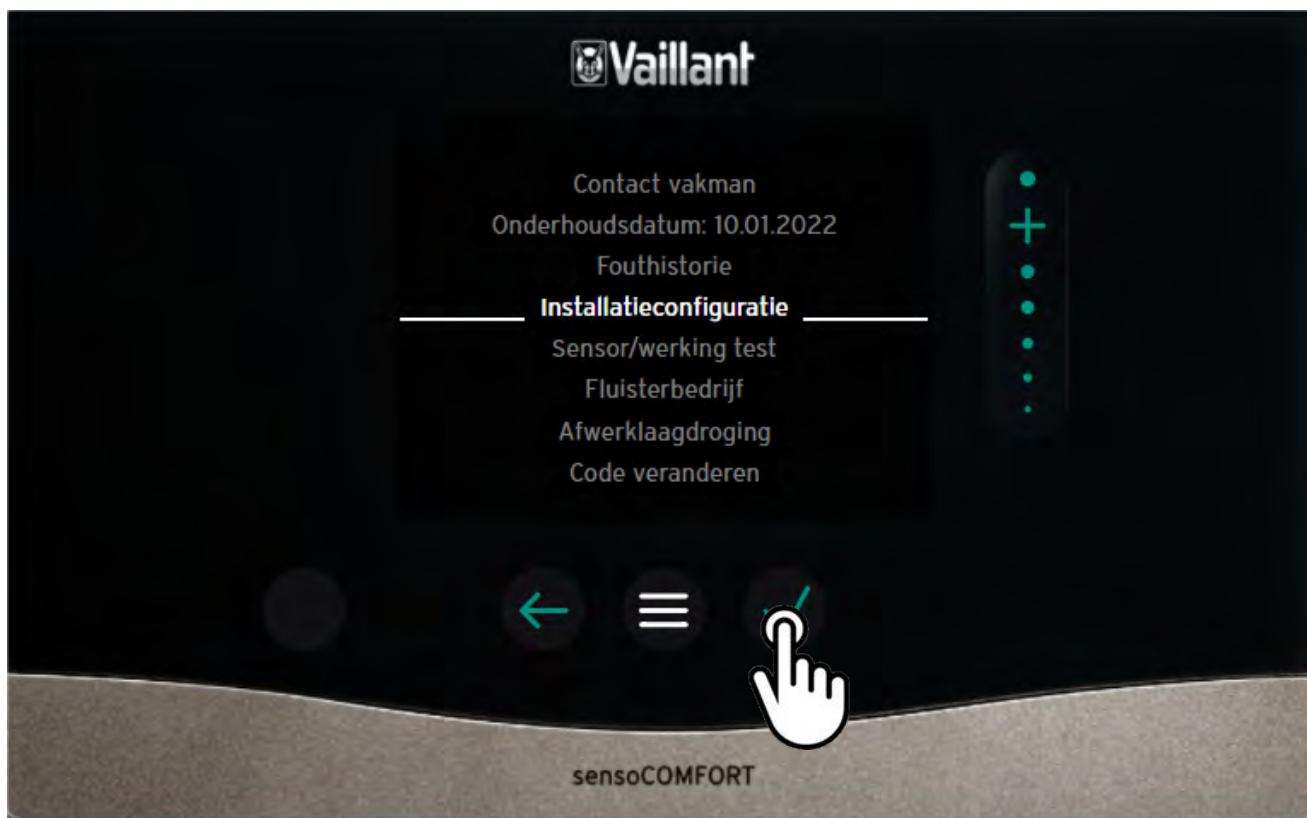 Vaillant
Contact vakman
Onderhoudsdatum: 10.01.2022
Fouthistorie
Installatieconfiguratie
Sensor/werking test
Fluisterbedrijf
Afwerklaagdroging
Code veranderen
sensoCOMFORT